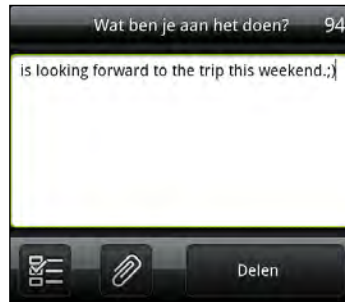 Wat ben je aan het doen? 94
is looking forward to the trip this weekend.;)
Delen